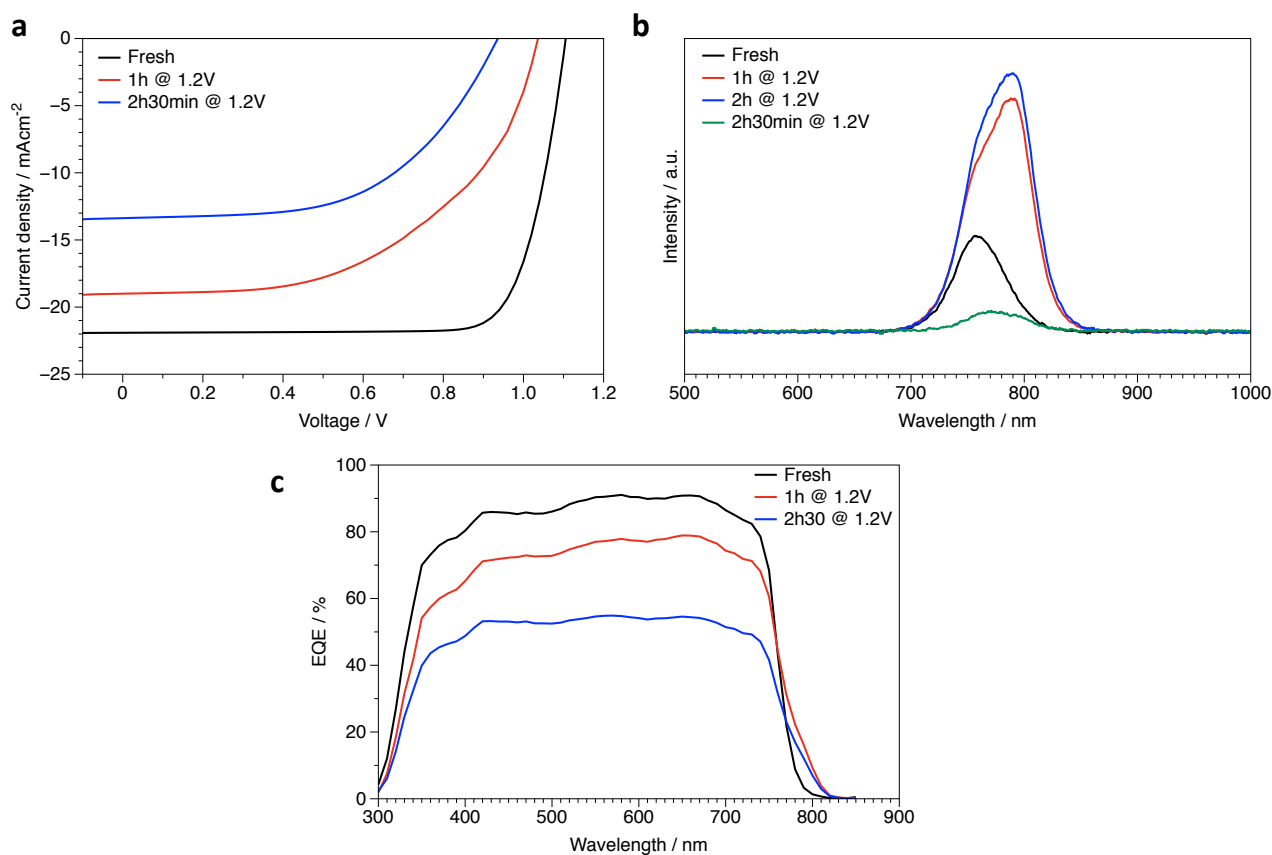 a
0
−5
−10
−15
−20
−25
Current density / mAcm-2
Fresh
1h @ 1.2V
2h30min @ 1.2V
0 0.2 0.4 0.6 0.8 1.0 1.2
Voltage / V
b
Intensity / a.u.
Fresh
1h @ 1.2V
2h @ 1.2V
2h30min @ 1.2V
500 600 700 800 900 1000
Wavelength / nm
c
100
80
60
40
20
0
EQE / %
Fresh
1h @ 1.2V
2h30 @ 1.2V
300 400 500 600 700 800 900
Wavelength / nm